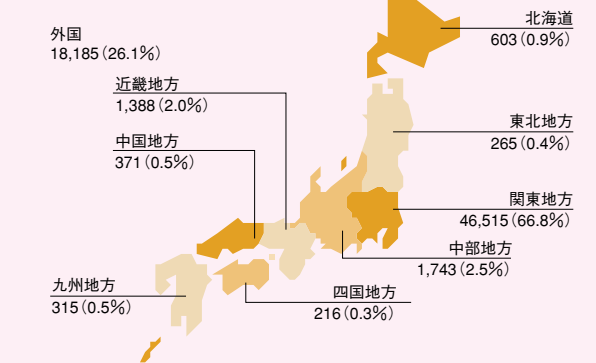 外国
18,185（26.1％）
北海道
603（0.9％）
近畿地方
1,388（2.0％）
東北地方
265（0.4％）
中国地方
371（0.5％）
関東地方
46,515（66.8％）
中部地方
1,743（2.5％）
九州地方
315（0.5％）
四国地方
216（0.3％）